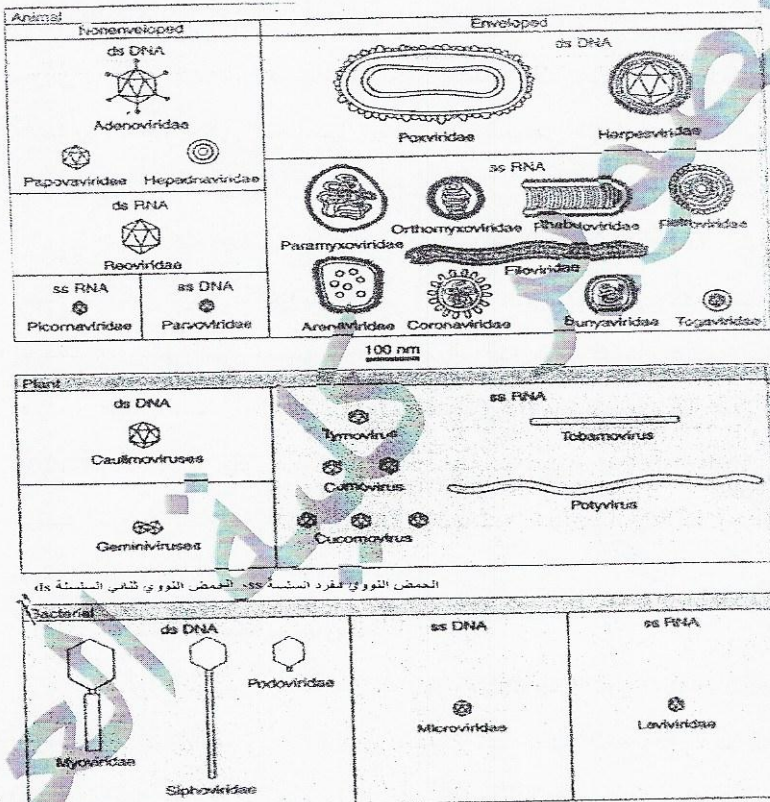 Animal
Nonenveloped
Enveloped
ds DNA
ds DNA
Adenoviridae
Poxviridae
Herpesviridae
Papovaviridae
Hepadnaviridae
ds RNA
Reoviridae
ss RNA
Paramyxoviridae
Orthomyxoviridae
Rhabdoviridae
Retroviridae
Filoviridae
ss RNA
ss DNA
Picornaviridae
Parvoviridae
Arenaviridae
Coronaviridae
Bunyaviridae
Togaviridae
100 nm
Plant
ds DNA
ss RNA
Caulimoviruses
Tymovirus
Tobamovirus
Comovirus
Potyvirus
Geminiviruses
Cucomovirus
الحمض النووي لمفرد السلسلة ss، الحمض النووي ثنائي السلسلة ds
Bacterial
ds DNA
ss DNA
ss RNA
Podoviridae
Microviridae
Leviviridae
Myoviridae
Siphoviridae